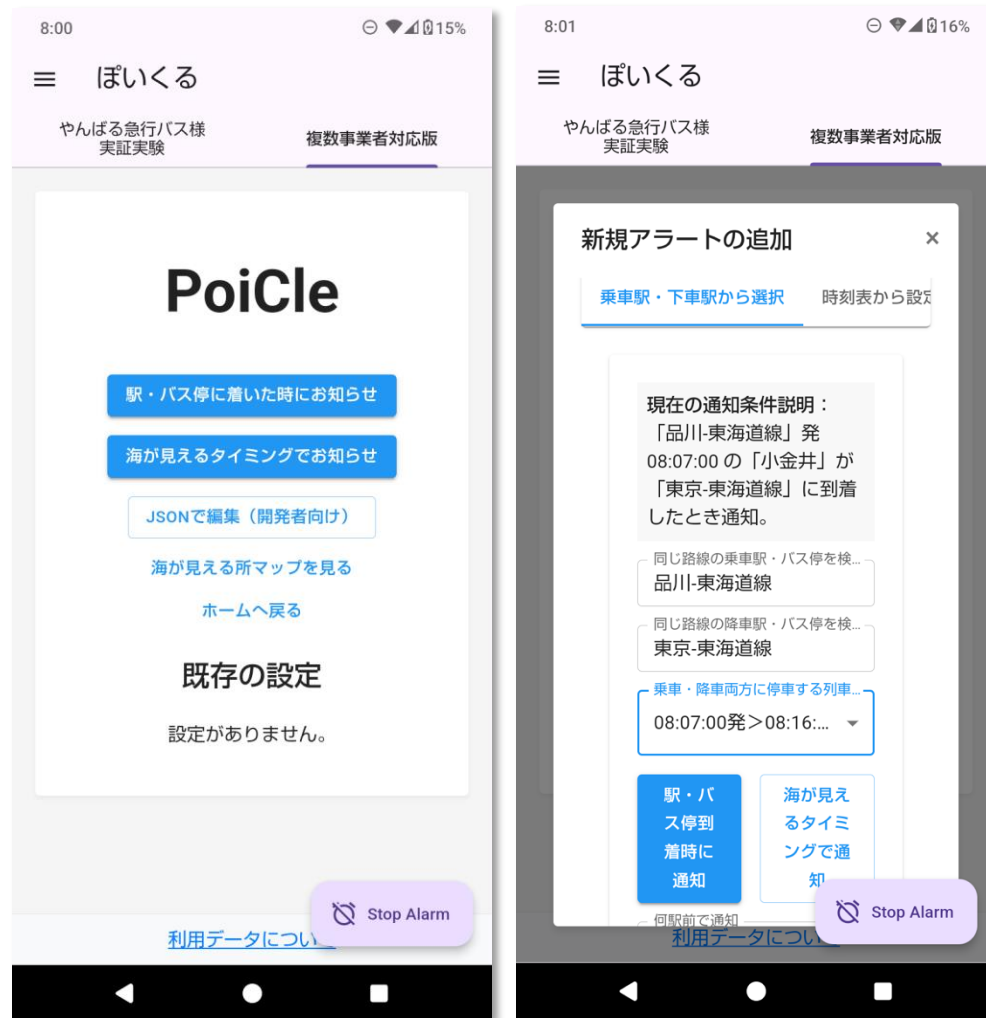 8:00
15%
ぽいくる
やんばる急行バス様
実証実験
複数事業者対応版
PoiCle
駅・バス停に着いた時にお知らせ
海が見えるタイミングでお知らせ
JSONで編集（開発者向け）
海が見える所マップを見る
ホームへ戻る
既存の設定
設定がありません。
Stop Alarm
利用データについて
8:01
16%
ぽいくる
やんばる急行バス様
実証実験
複数事業者対応版
新規アラートの追加
×
乗車駅・下車駅から選択
時刻表から設定
現在の通知条件説明：
「品川-東海道線」発
08:07:00 の「小金井」が
「東京-東海道線」に到着
したとき通知。
同じ路線の乗車駅・バス停を検...
品川-東海道線
同じ路線の降車駅・バス停を検...
東京-東海道線
乗車・降車両方に停車する列車...
08:07:00発＞08:16:...
駅・バ
ス停到
着時に
通知
海が見え
るタイミ
ングで通
知
Stop Alarm
何駅前で通知
利用データについて